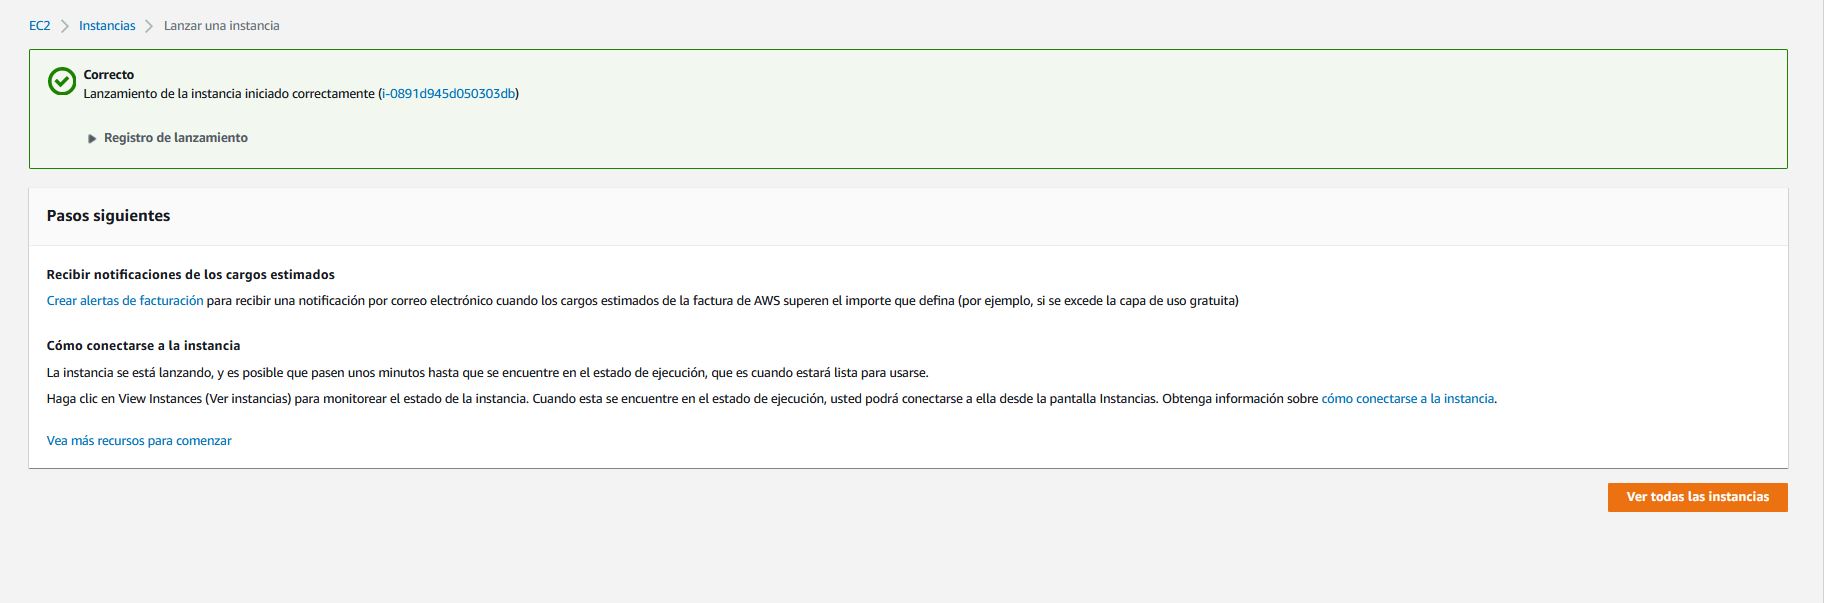 EC2 > Instancias > Lanzar una instancia
Correcto
Lanzamiento de la instancia iniciado correctamente (i-0891d945d050303db)
Registro de lanzamiento
Pasos siguientes
Recibir notificaciones de los cargos estimados
Crear alertas de facturación para recibir una notificación por correo electrónico cuando los cargos estimados de la factura de AWS superen el importe que defina (por ejemplo, si se excede la capa de uso gratuita)
Cómo conectarse a la instancia
La instancia se está lanzando, y es posible que pasen unos minutos hasta que se encuentre en el estado de ejecución, que es cuando estará lista para usarse.
Haga clic en View Instances (Ver instancias) para monitorear el estado de la instancia. Cuando esta se encuentre en el estado de ejecución, usted podrá conectarse a ella desde la pantalla Instancias. Obtenga información sobre cómo conectarse a la instancia.
Vea más recursos para comenzar
Ver todas las instancias